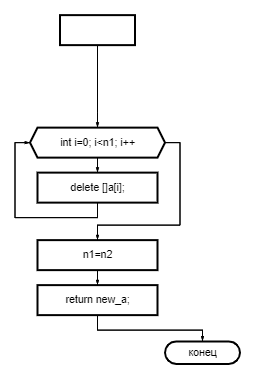 int i=0; i<n1; i++
delete []a[i];
n1=n2
return new_a;
конец